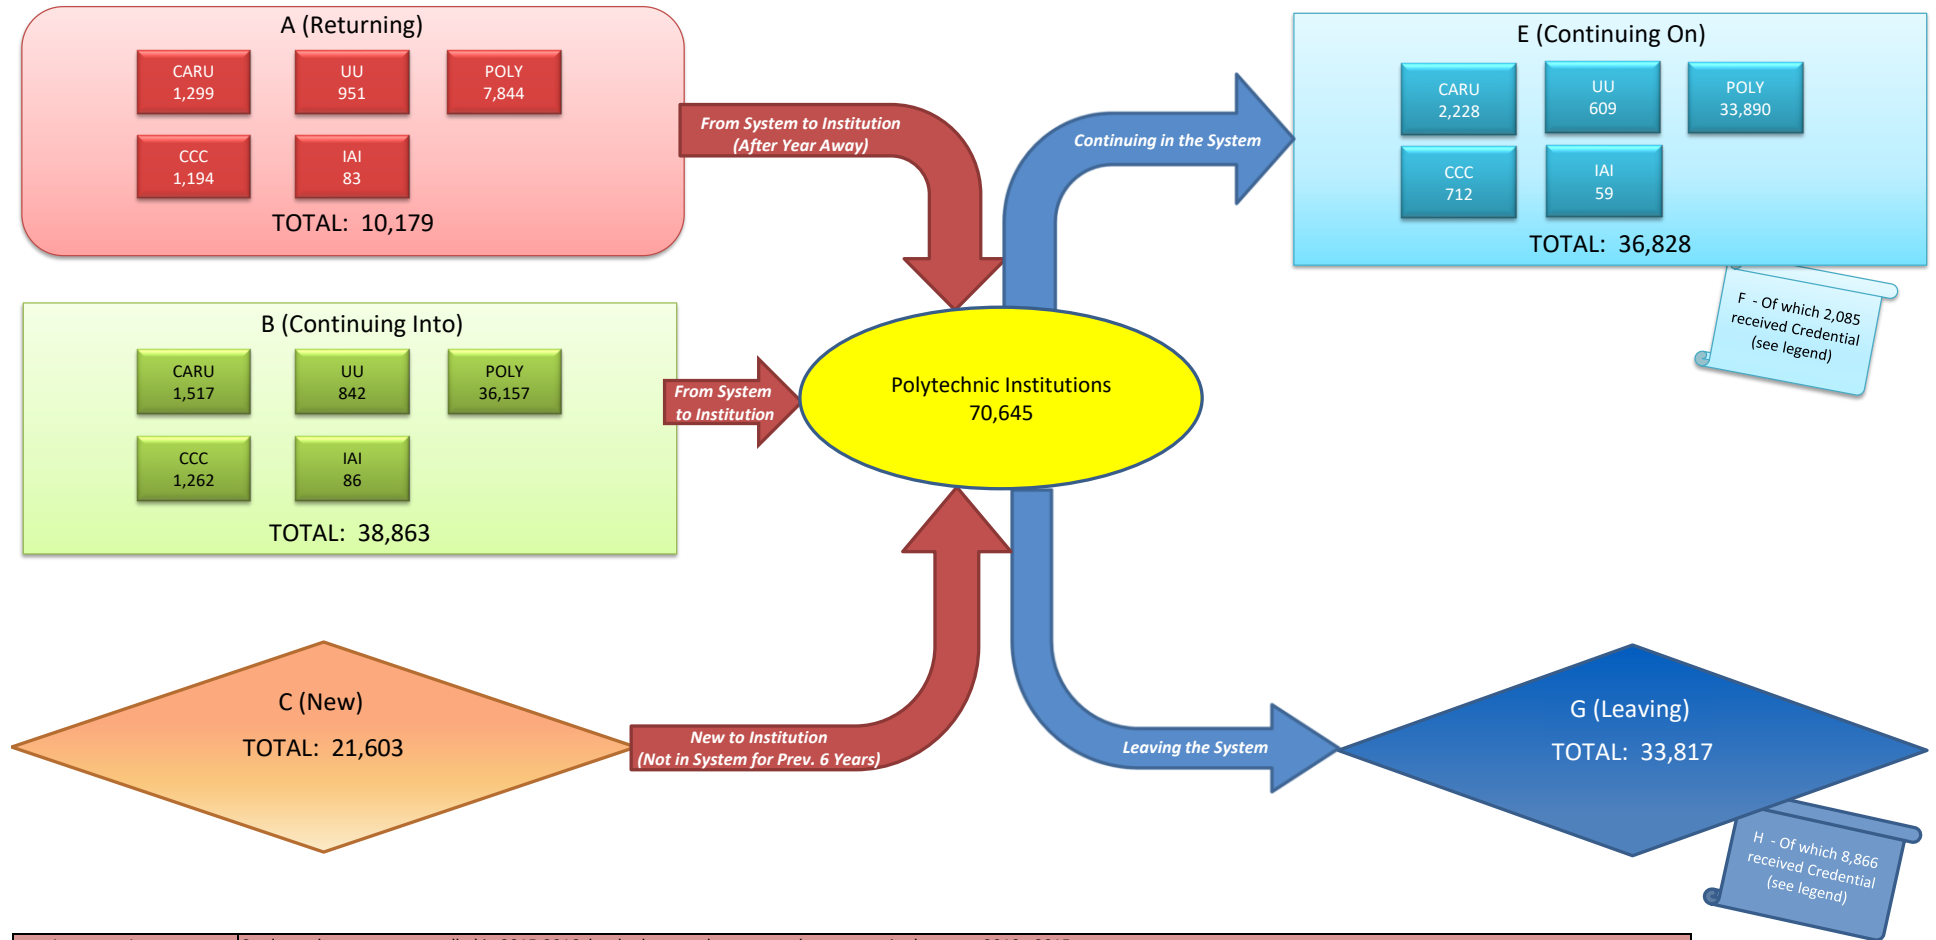 A (Returning)
CARU
1,299
UU
951
POLY
7,844
CCC
1,194
IAI
83
TOTAL: 10,179
From System to Institution
(After Year Away)
B (Continuing Into)
CARU
1,517
UU
842
POLY
36,157
CCC
1,262
IAI
86
TOTAL: 38,863
From System
to Institution
C (New)
TOTAL: 21,603
New to Institution
(Not in System for Prev. 6 Years)
Polytechnic Institutions
70,645
Continuing in the System
E (Continuing On)
CARU
2,228
UU
609
POLY
33,890
CCC
712
IAI
59
TOTAL: 36,828
F - Of which 2,085
received Credential
(see legend)
Leaving the System
G (Leaving)
TOTAL: 33,817
H - Of which 8,866
received Credential
(see legend)